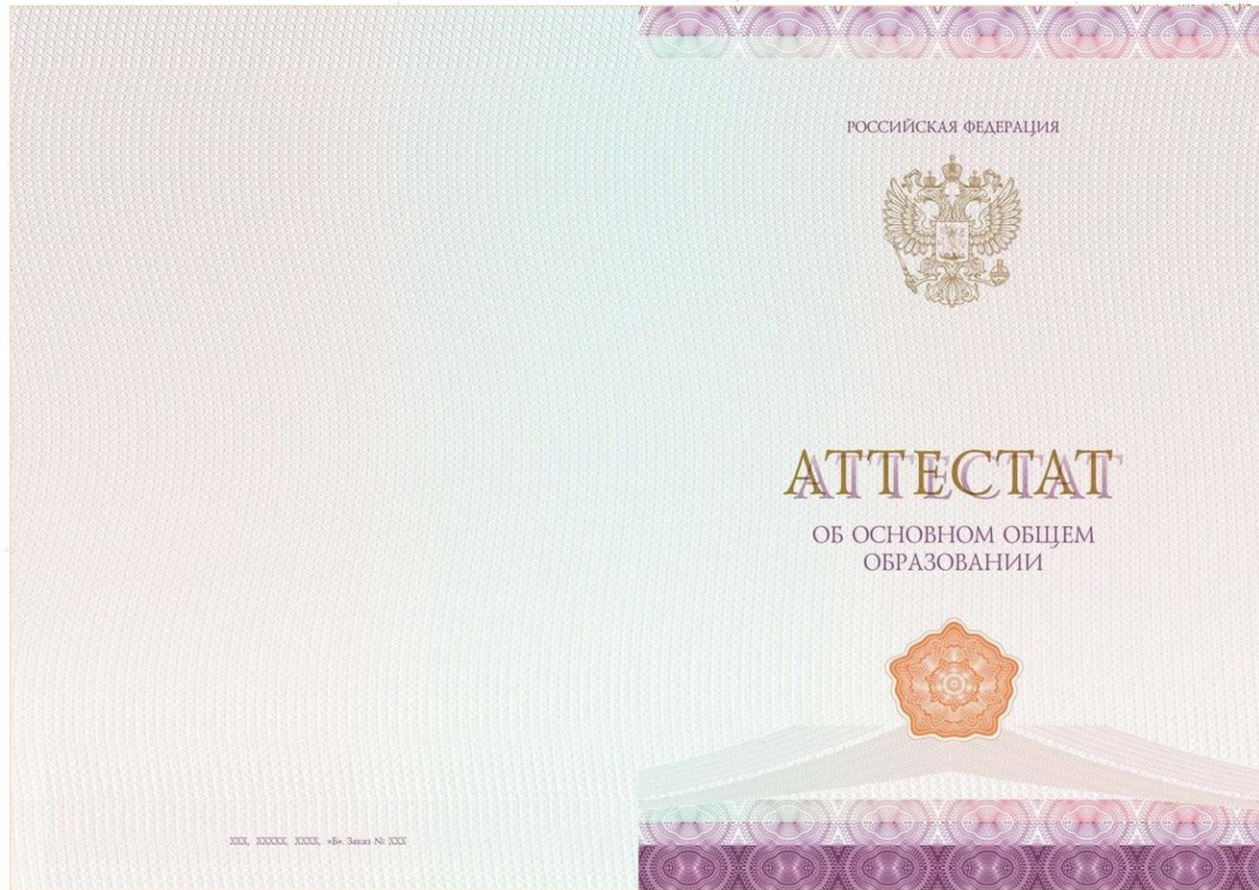 РОССИЙСКАЯ ФЕДЕРАЦИЯ
АТТЕСТАТ
ОБ ОСНОВНОМ ОБЩЕМ
ОБРАЗОВАНИИ
XXX, XXXXX, XXXX, «Б». Заказ № XXX